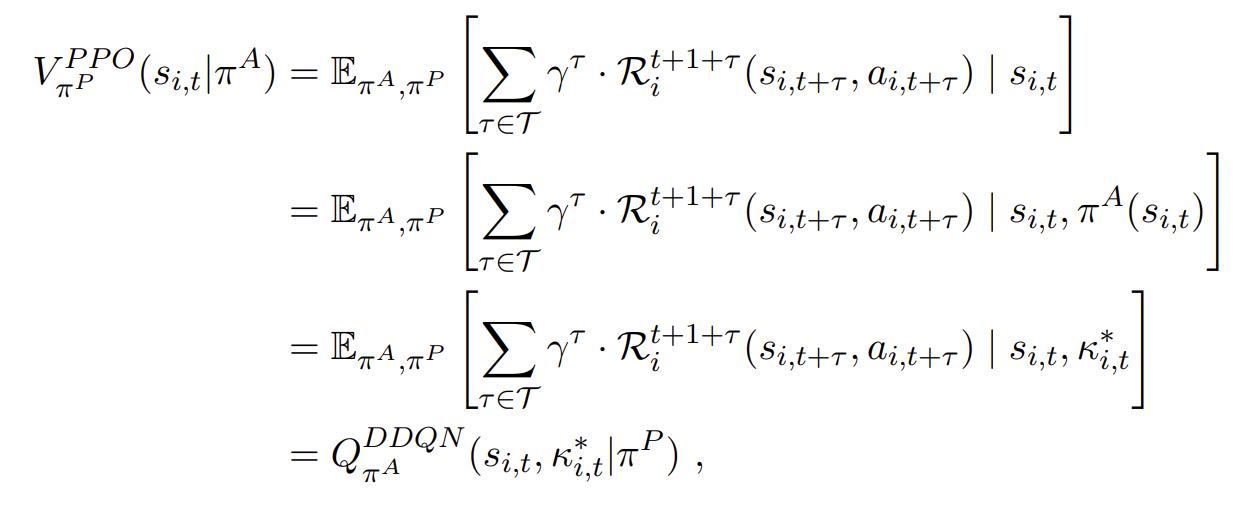 V_{\pi^P}^{PPO}(s_{i,t}|\pi^A) = \mathbb{E}_{\pi^A,\pi^P}\left[\sum_{\tau\in\mathcal{T}} \gamma^\tau \cdot \mathcal{R}_i^{t+1+\tau}(s_{i,t+\tau}, a_{i,t+\tau}) \mid s_{i,t}\right]
= \mathbb{E}_{\pi^A,\pi^P}\left[\sum_{\tau\in\mathcal{T}} \gamma^\tau \cdot \mathcal{R}_i^{t+1+\tau}(s_{i,t+\tau}, a_{i,t+\tau}) \mid s_{i,t}, \pi^A(s_{i,t})\right]
= \mathbb{E}_{\pi^A,\pi^P}\left[\sum_{\tau\in\mathcal{T}} \gamma^\tau \cdot \mathcal{R}_i^{t+1+\tau}(s_{i,t+\tau}, a_{i,t+\tau}) \mid s_{i,t}, \kappa_{i,t}^*\right]
= Q_{\pi^A}^{DDQN}(s_{i,t}, \kappa_{i,t}^*|\pi^P) ,